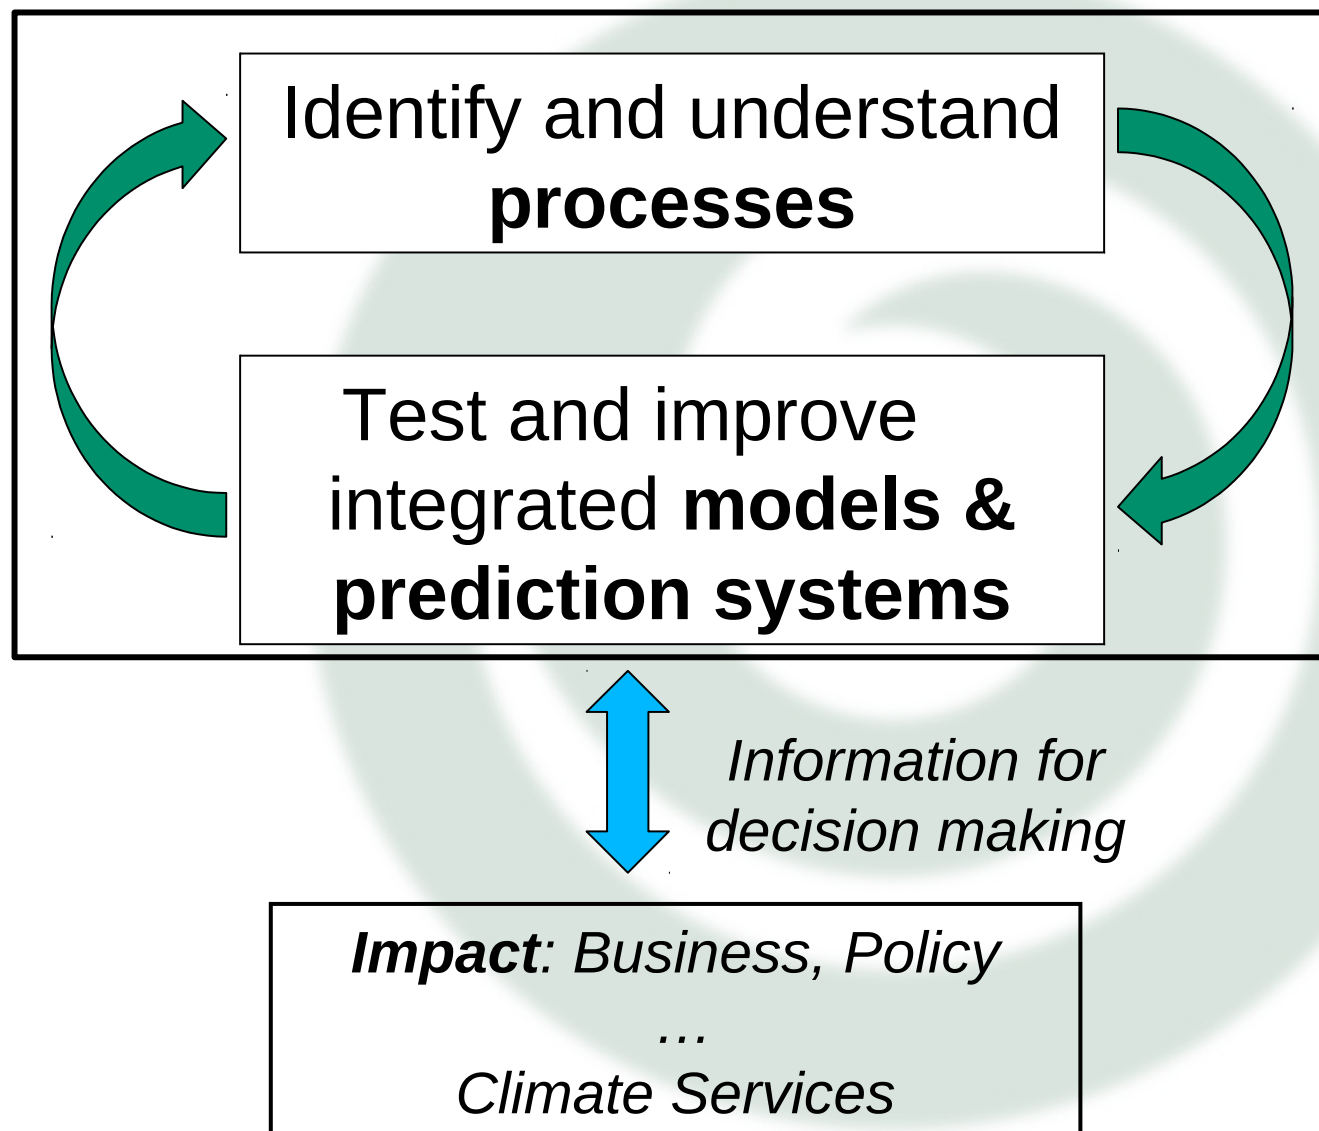 Identify and understand
processes
Test and improve
integrated models &
prediction systems
Information for
decision making
Impact: Business, Policy
…
Climate Services